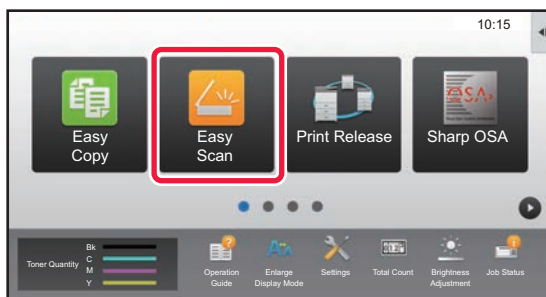 10:15
Easy
Copy
Easy
Scan
Print Release
OSA
Sharp OSA
Toner Quantity
Bk
C
M
Y
Operation
Guide
Enlarge
Display Mode
Settings
Total Count
Brightness
Adjustment
Job Status